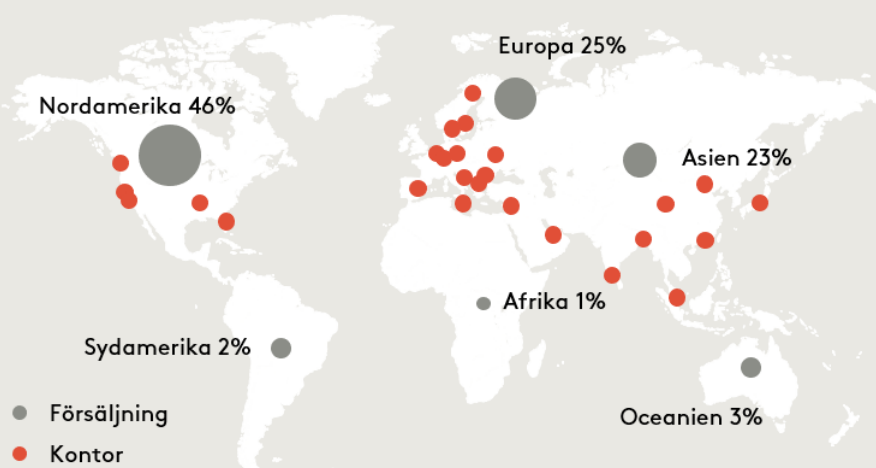 Europa 25%
Nordamerika 46%
Asien 23%
Afrika 1%
Sydamerika 2%
Oceanien 3%
Försäljning
Kontor